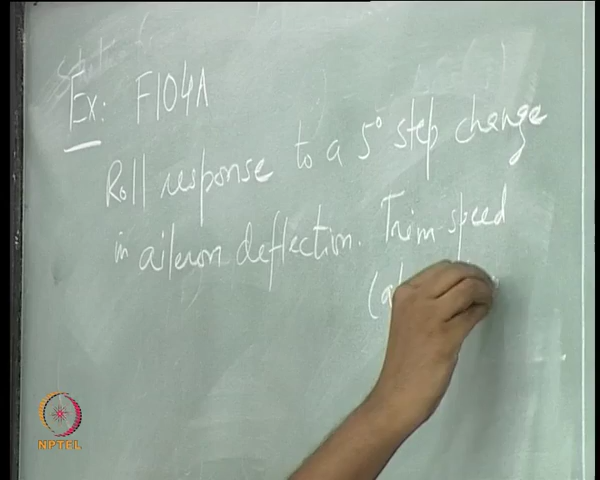 Ex: F104A
Roll response to a 5° step change
in aileron deflection. Trim speed
NPTEL